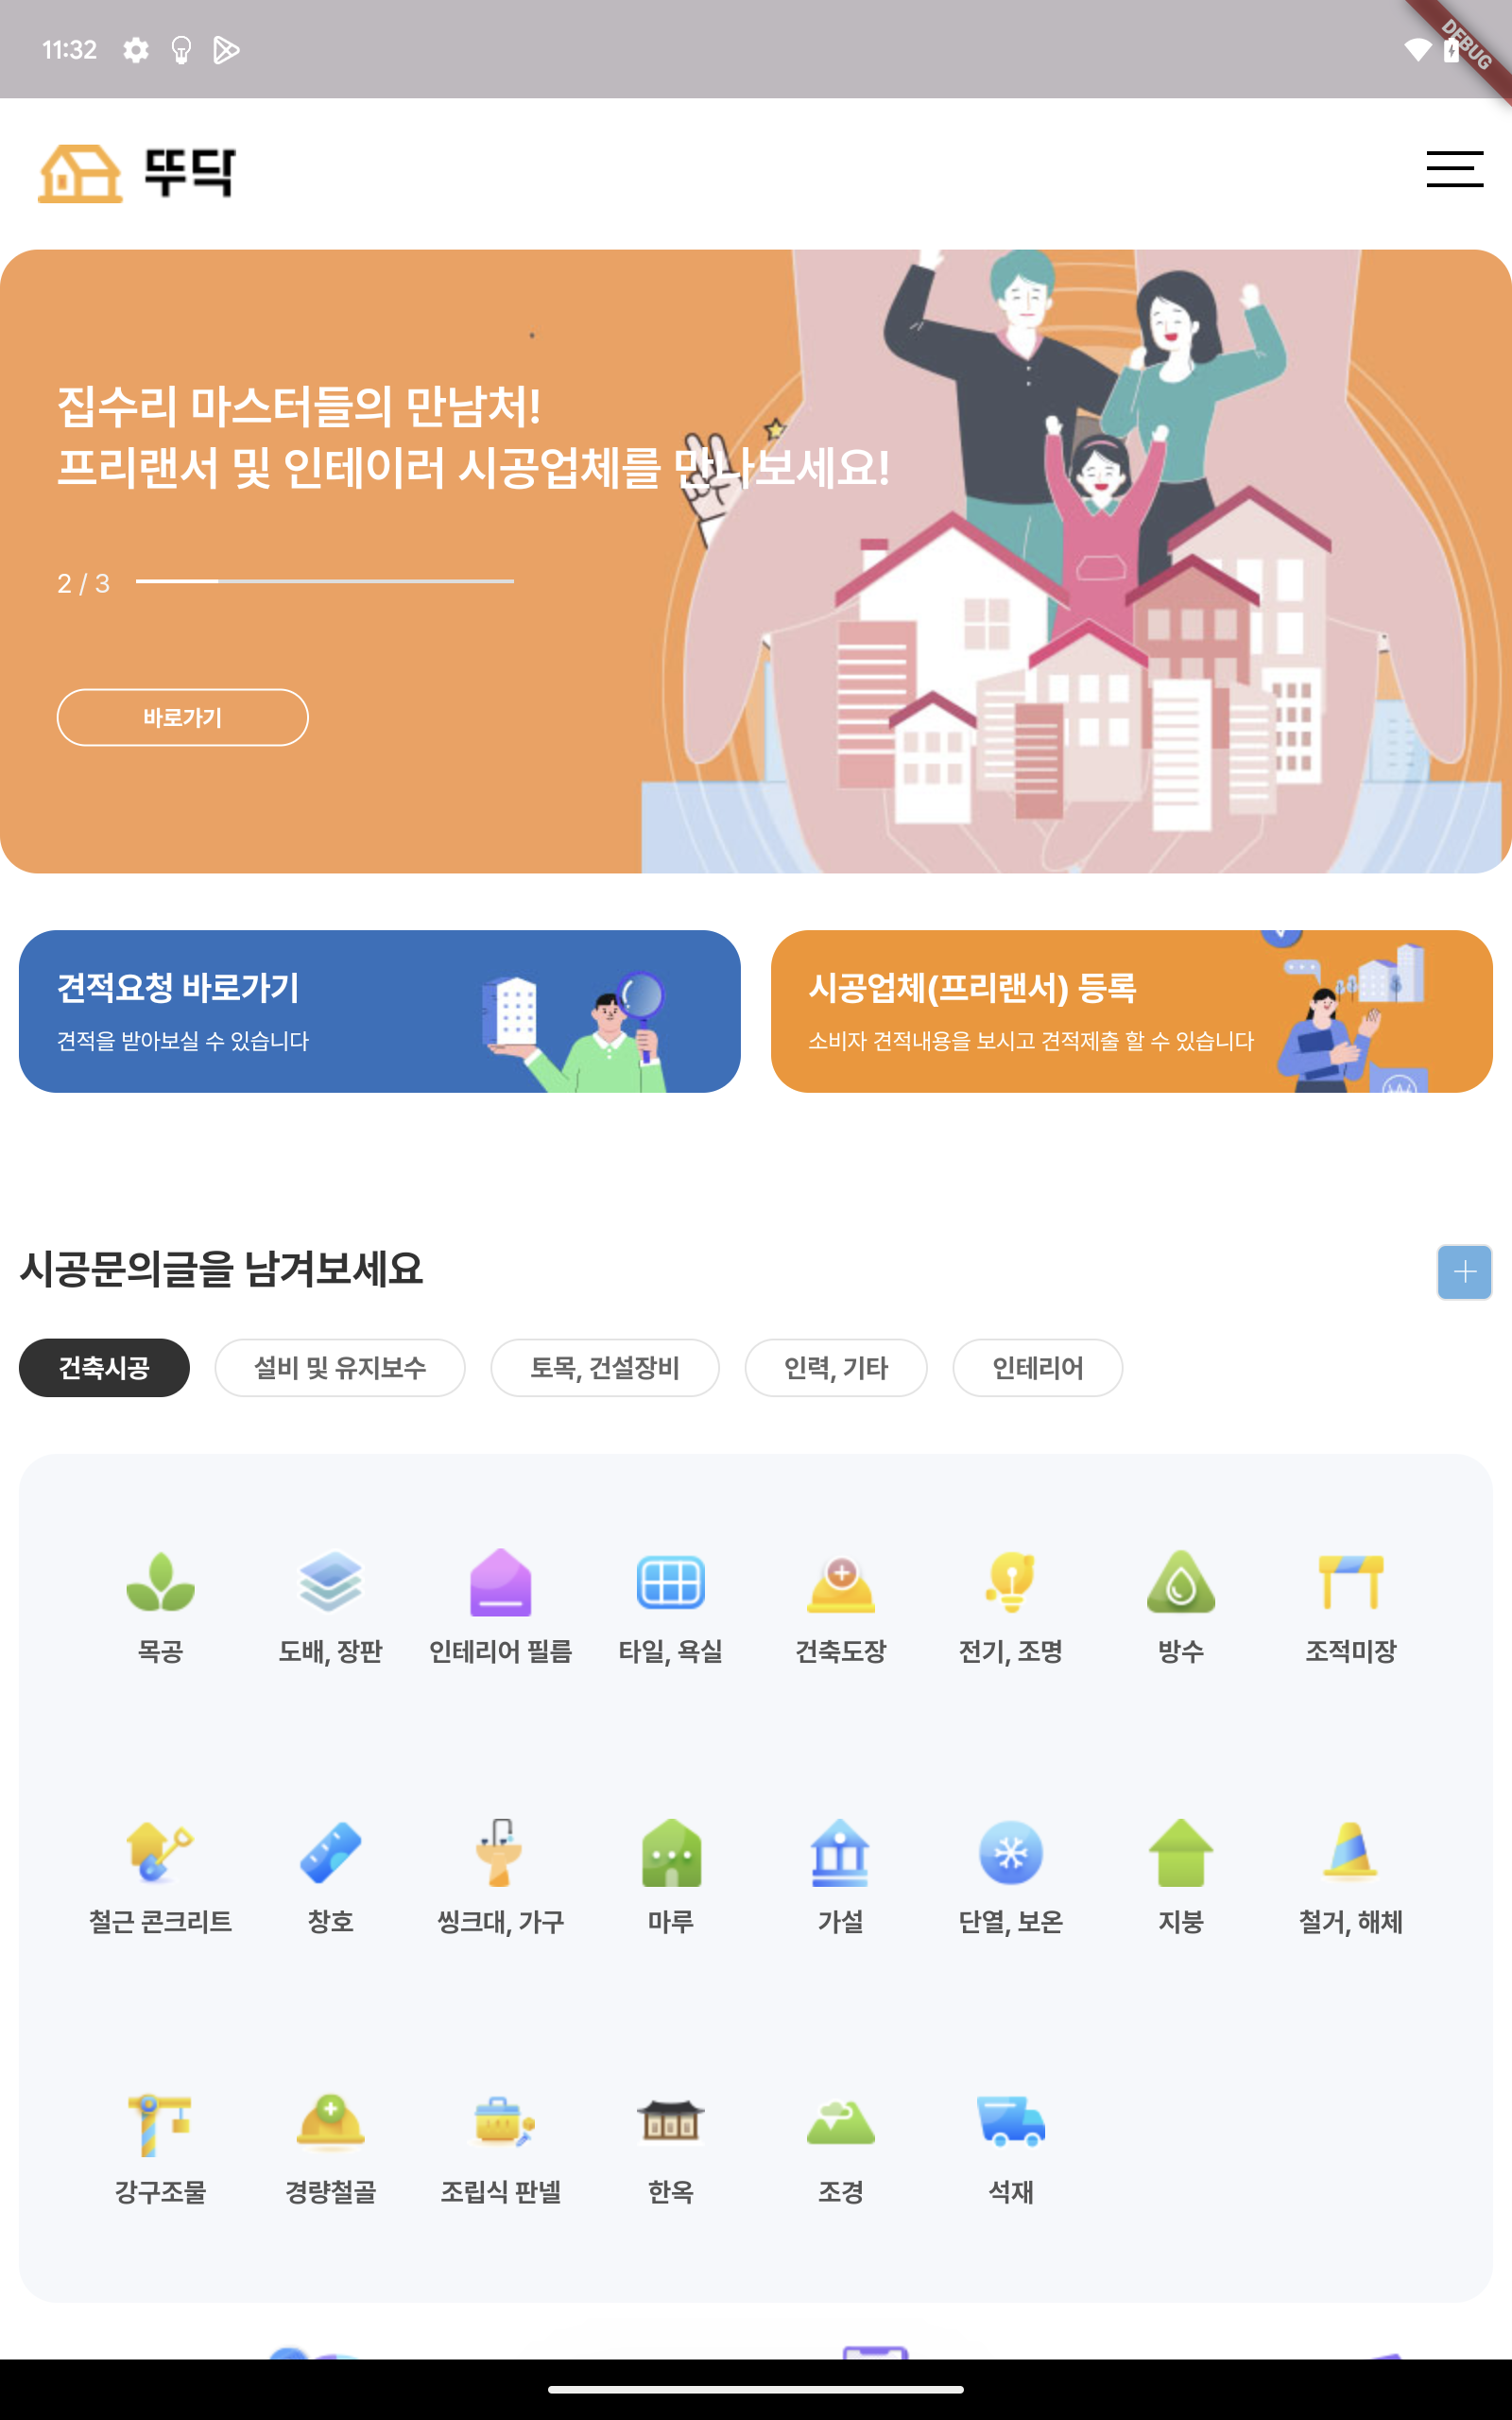 11:32
DEBUG
뚜닥
집수리 마스터들의 만남처!
프리랜서 및 인테이러 시공업체를 만나보세요!
2 / 3
바로가기
견적요청 바로가기
견적을 받아보실 수 있습니다
시공업체(프리랜서) 등록
소비자 견적내용을 보시고 견적제출 할 수 있습니다
시공문의글을 남겨보세요
건축시공
설비 및 유지보수
토목, 건설장비
인력, 기타
인테리어
목공
도배, 장판
인테리어 필름
타일, 욕실
건축도장
전기, 조명
방수
조적미장
철근 콘크리트
창호
씽크대, 가구
마루
가설
단열, 보온
지붕
철거, 해체
강구조물
경량철골
조립식 판넬
한옥
조경
석재